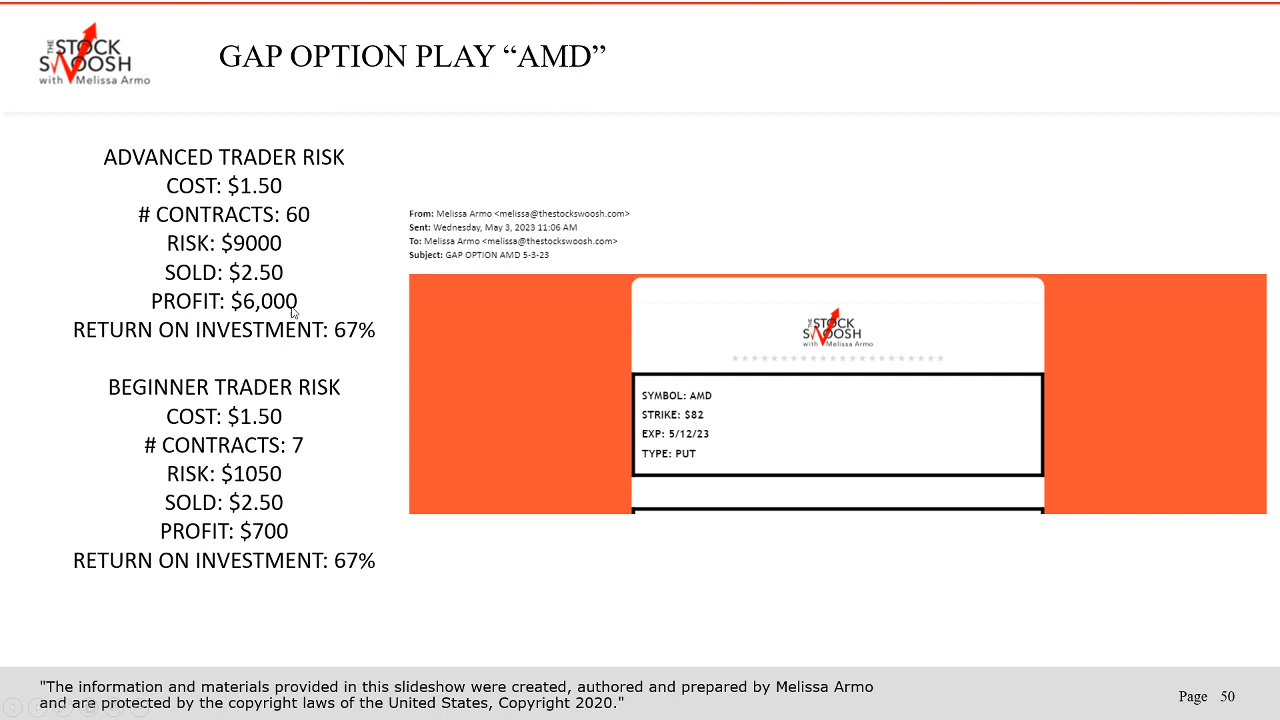 THE
STOCK
SWOOSH
with Melissa Armo
GAP OPTION PLAY “AMD”
ADVANCED TRADER RISK
COST: $1.50
# CONTRACTS: 60
RISK: $9000
SOLD: $2.50
PROFIT: $6,000
RETURN ON INVESTMENT: 67%
BEGINNER TRADER RISK
COST: $1.50
# CONTRACTS: 7
RISK: $1050
SOLD: $2.50
PROFIT: $700
RETURN ON INVESTMENT: 67%
From: Melissa Armo <melissa@thestockswoosh.com>
Sent: Wednesday, May 3, 2023 11:06 AM
To: Melissa Armo <melissa@thestockswoosh.com>
Subject: GAP OPTION AMD 5-3-23
THE
STOCK
SWOOSH
with Melissa Armo
SYMBOL: AMD
STRIKE: $82
EXP: 5/12/23
TYPE: PUT
"The information and materials provided in this slideshow were created, authored and prepared by Melissa Armo
and are protected by the copyright laws of the United States, Copyright 2020."
Page 50